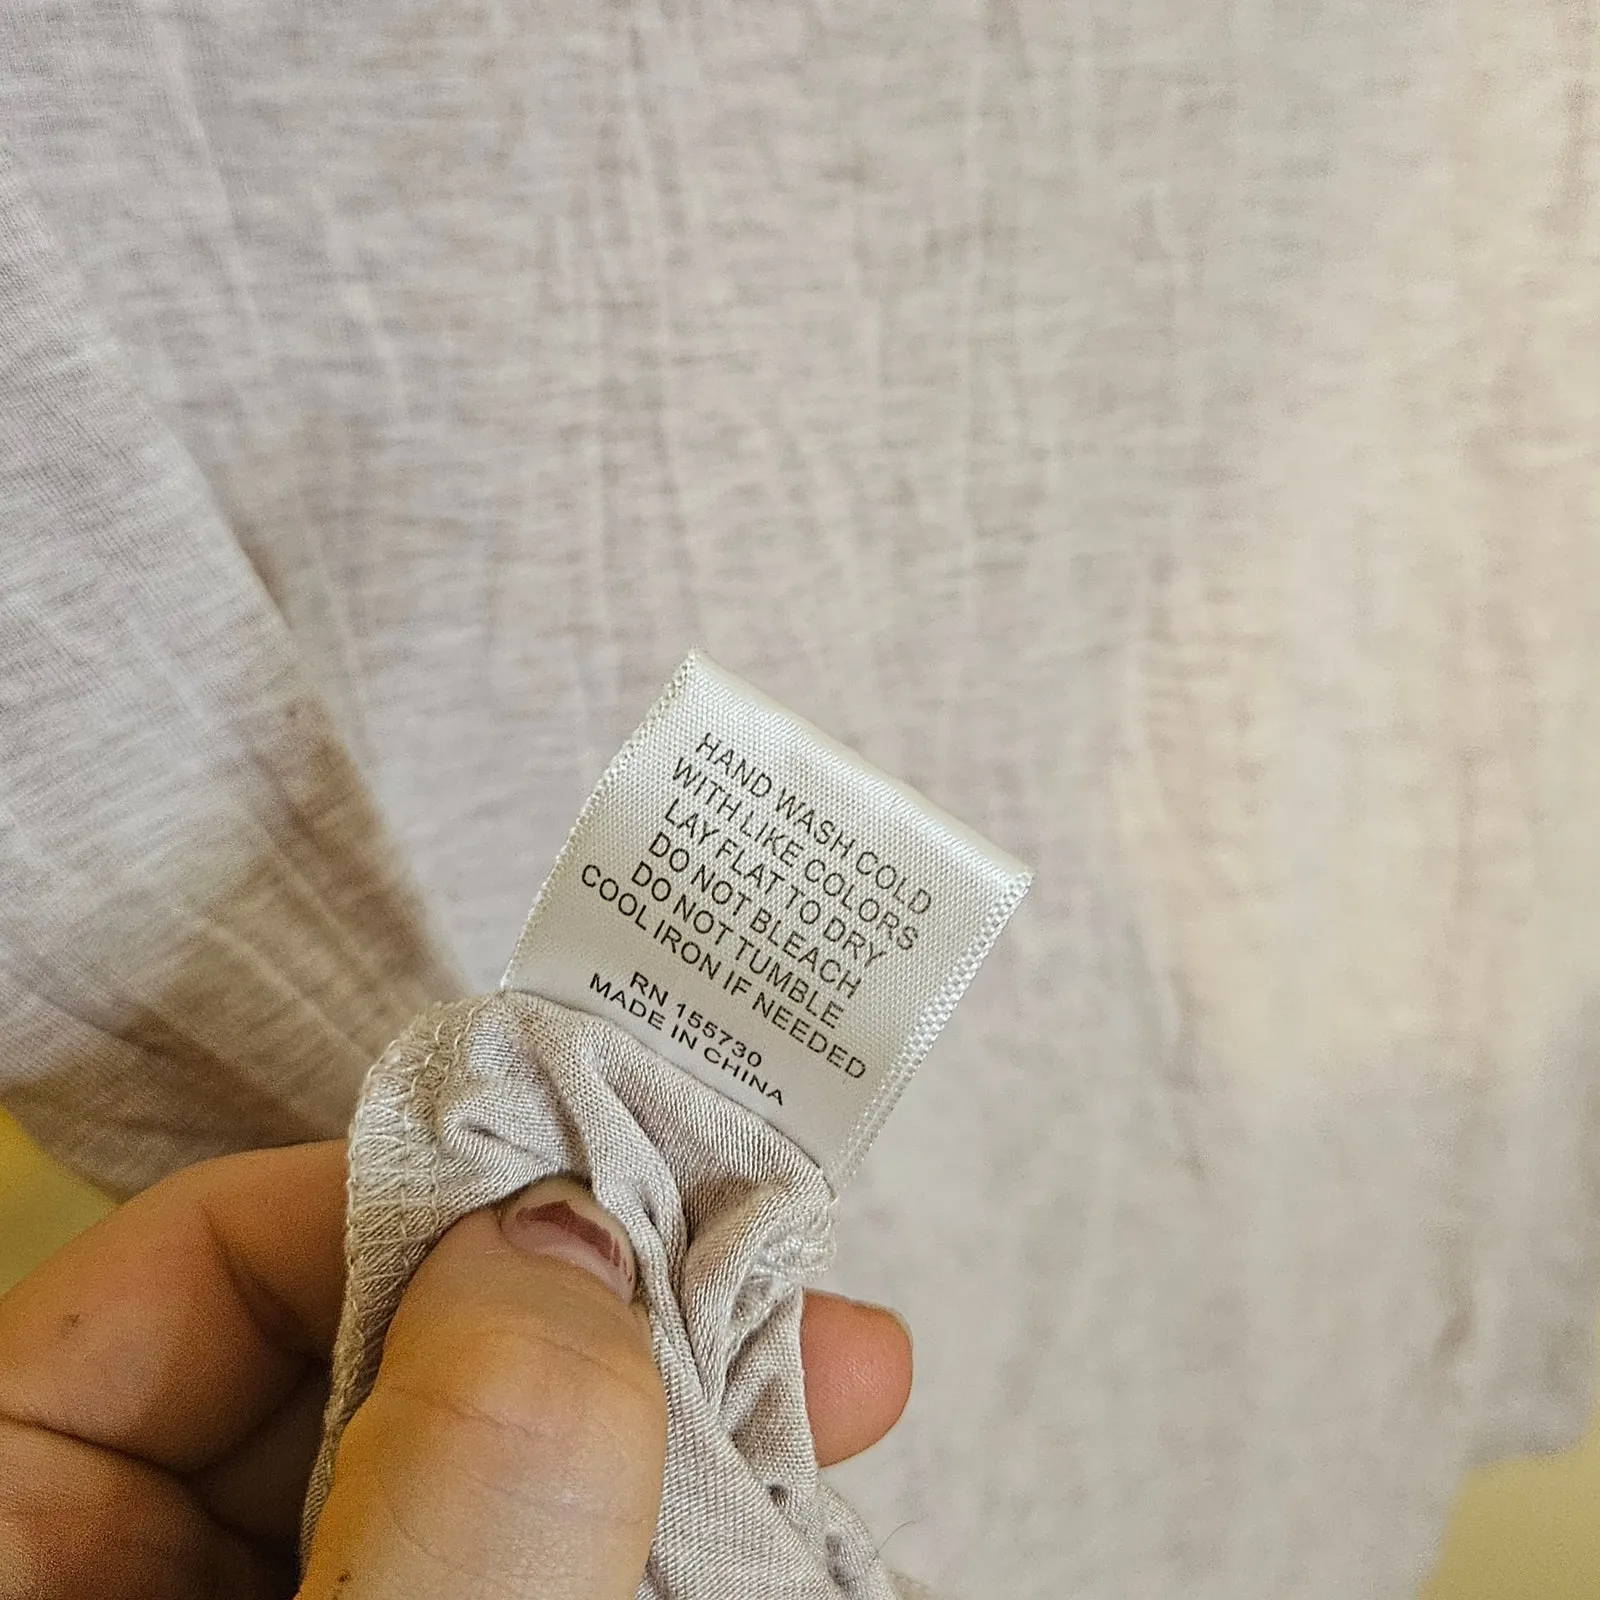 HAND WASH COLD
WITH LIKE COLORS
LAY FLAT TO DRY
DO NOT BLEACH
DO NOT TUMBLE
COOL IRON IF NEEDED
RN 155730
MADE IN CHINA